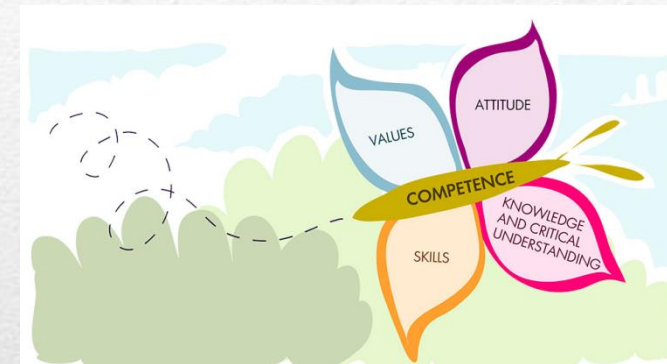 VALUES
ATTITUDE
COMPETENCE
KNOWLEDGE
AND CRITICAL
UNDERSTANDING
SKILLS